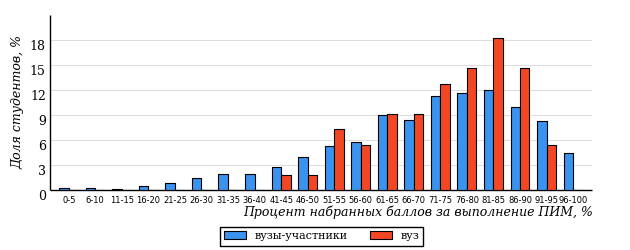 Доля студентов, %
18
15
12
9
6
3
0
0-5 6-10 11-15 16-20 21-25 26-30 31-35 36-40 41-45 46-50 51-55 56-60 61-65 66-70 71-75 76-80 81-85 86-90 91-95 96-100
Процент набранных баллов за выполнение ПИМ, %
вузы-участники вуз